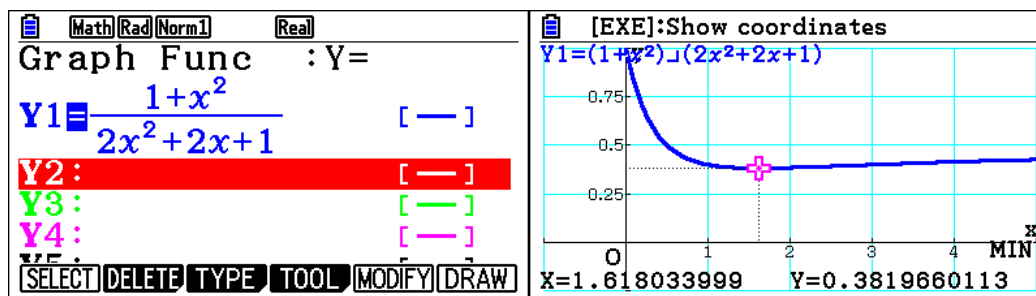 Math Rad Norm1 Real
Graph Func :Y=
Y1=(1+x²)/(2x²+2x+1) [—]
Y2: [—]
Y3: [—]
Y4: [—]
SELECT DELETE TYPE TOOL MODIFY DRAW
[EXE]:Show coordinates
Y1=(1+x²)⌟(2x²+2x+1)
y
0.75
0.5
0.25
x
O 1 2 3 4 MIN
X=1.618033999 Y=0.3819660113